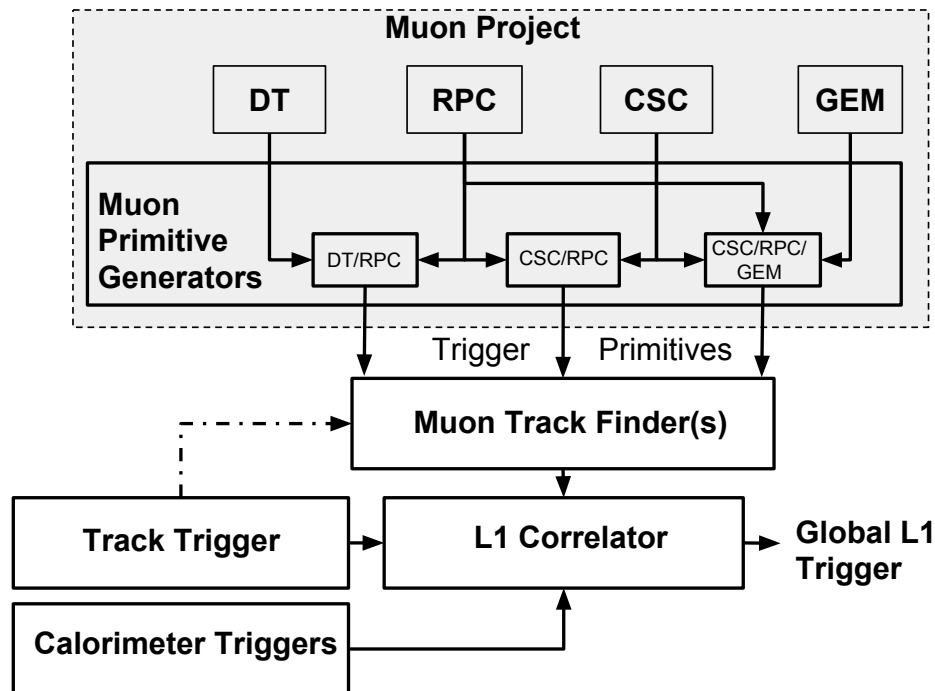 Muon Project
DT
RPC
CSC
GEM
Muon
Primitive
Generators
DT/RPC
CSC/RPC
CSC/RPC/
GEM
Trigger Primitives
Muon Track Finder(s)
Track Trigger
L1 Correlator
Global L1
Trigger
Calorimeter Triggers